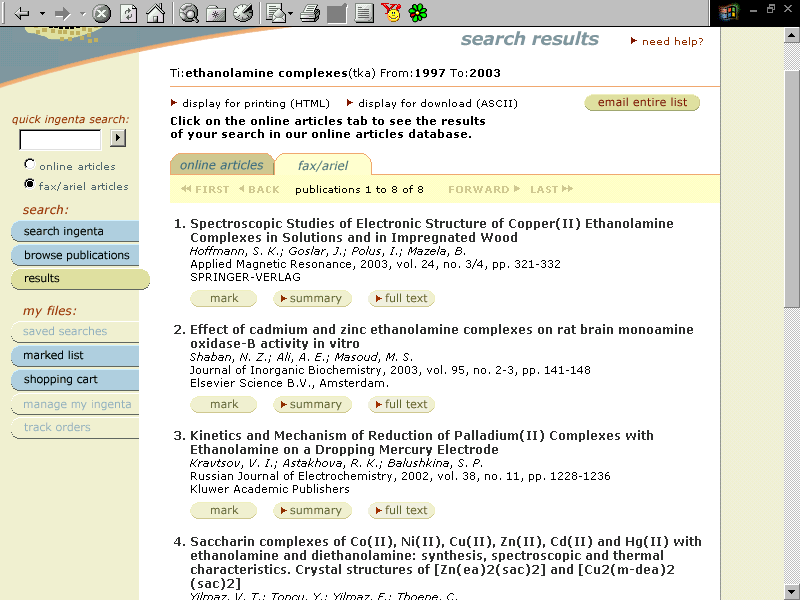 search results
need help?
Ti:ethanolamine complexes(tka) From:1997 To:2003
display for printing (HTML) display for download (ASCII) email entire list
Click on the online articles tab to see the results
of your search in our online articles database.
quick ingenta search:
online articles
fax/ariel articles
search:
search ingenta
browse publications
results
my files:
saved searches
marked list
shopping cart
manage my ingenta
track orders
online articles fax/ariel
FIRST BACK publications 1 to 8 of 8 FORWARD LAST
1. Spectroscopic Studies of Electronic Structure of Copper(II) Ethanolamine
Complexes in Solutions and in Impregnated Wood
Hoffmann, S. K.; Goslar, J.; Polus, I.; Mazela, B.
Applied Magnetic Resonance, 2003, vol. 24, no. 3/4, pp. 321-332
SPRINGER-VERLAG
mark summary full text
2. Effect of cadmium and zinc ethanolamine complexes on rat brain monoamine
oxidase-B activity in vitro
Shaban, N. Z.; Ali, A. E.; Masoud, M. S.
Journal of Inorganic Biochemistry, 2003, vol. 95, no. 2-3, pp. 141-148
Elsevier Science B.V., Amsterdam.
mark summary full text
3. Kinetics and Mechanism of Reduction of Palladium(II) Complexes with
Ethanolamine on a Dropping Mercury Electrode
Kravtsov, V. I.; Astakhova, R. K.; Balushkina, S. P.
Russian Journal of Electrochemistry, 2002, vol. 38, no. 11, pp. 1228-1236
Kluwer Academic Publishers
mark summary full text
4. Saccharin complexes of Co(II), Ni(II), Cu(II), Zn(II), Cd(II) and Hg(II) with
ethanolamine and diethanolamine: synthesis, spectroscopic and thermal
characteristics. Crystal structures of [Zn(ea)2(sac)2] and [Cu2(m-dea)2
(sac)2]
Yilmaz, V. T.; Topcu, Y.; Yilmaz, F.; Thoene, C.